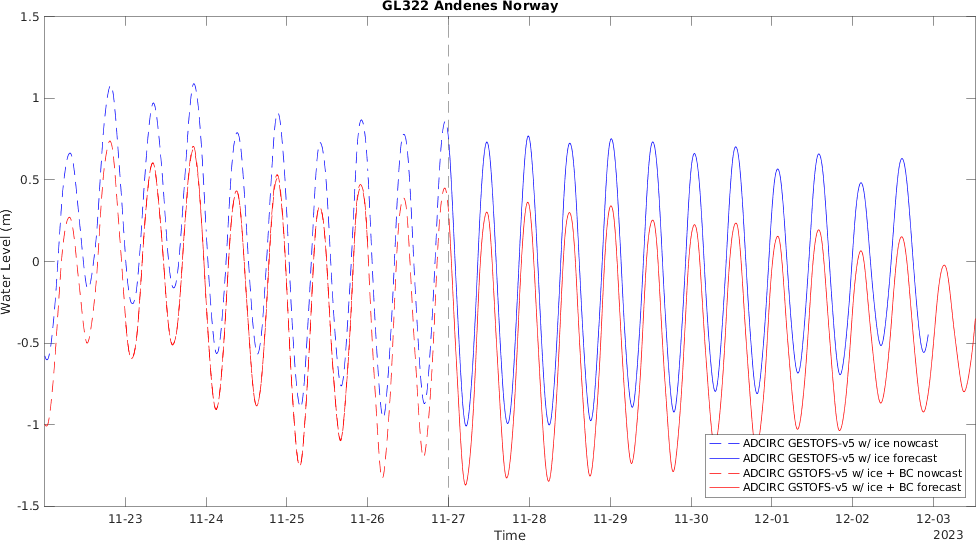 GL322 Andenes Norway
1.5
1
0.5
0
-0.5
-1
-1.5
Water Level (m)
ADCIRC GESTOFS-v5 w/ ice nowcast
ADCIRC GESTOFS-v5 w/ ice forecast
ADCIRC GSTOFS-v5 w/ ice + BC nowcast
ADCIRC GSTOFS-v5 w/ ice + BC forecast
11-23 11-24 11-25 11-26 11-27 11-28 11-29 11-30 12-01 12-02 12-03
Time
2023